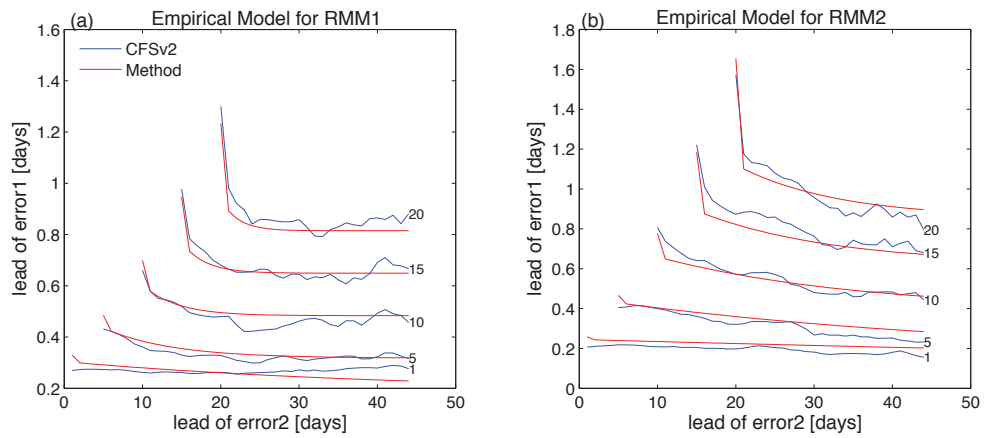 (a) Empirical Model for RMM1
1.6
1.4
1.2
1
0.8
0.6
0.4
0.2
lead of error1 [days]
CFSv2
Method
20
15
10
5
1
0 10 20 30 40 50
lead of error2 [days]
(b) Empirical Model for RMM2
1.8
1.6
1.4
1.2
1
0.8
0.6
0.4
0.2
0
lead of error1 [days]
20
15
10
5
1
0 10 20 30 40 50
lead of error2 [days]